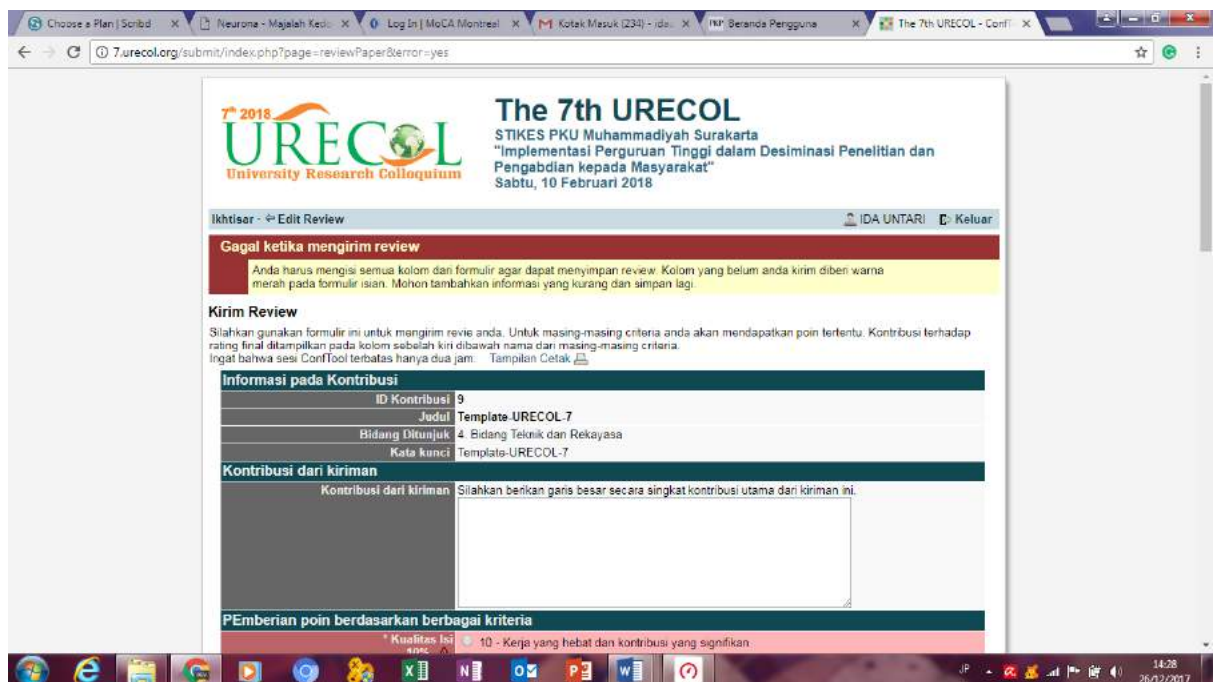 Choose a Plan | Scribd
Neurona - Majalah Kedo
Log In | MoCA Montreal
Kotak Masuk (234) - ida
Beranda Pengguna
The 7th URECOL - ConfT
7.urecol.org/submit/index.php?page=reviewPaper&error=yes
7th 2018
URECOL
University Research Colloquium
The 7th URECOL
STIKES PKU Muhammadiyah Surakarta
"Implementasi Perguruan Tinggi dalam Desiminasi Penelitian dan
Pengabdian kepada Masyarakat"
Sabtu, 10 Februari 2018
Ikhtisar - Edit Review
IDA UNTARI Keluar
Gagal ketika mengirim review
Anda harus mengisi semua kolom dari formulir agar dapat menyimpan review. Kolom yang belum anda kirim diberi warna
merah pada formulir isian. Mohon tambahkan informasi yang kurang dan simpan lagi.
Kirim Review
Silahkan gunakan formulir ini untuk mengirim revie anda. Untuk masing-masing criteria anda akan mendapatkan poin tertentu. Kontribusi terhadap
rating final ditampilkan pada kolom sebelah kiri dibawah nama dari masing-masing criteria.
Ingat bahwa sesi ConfTool terbatas hanya dua jam. Tampilan Cetak
Informasi pada Kontribusi
ID Kontribusi 9
Judul Template-URECOL-7
Bidang Ditunjuk 4. Bidang Teknik dan Rekayasa
Kata kunci Template-URECOL-7
Kontribusi dari kiriman
Kontribusi dari kiriman Silahkan berikan garis besar secara singkat kontribusi utama dari kiriman ini.
PEmberian poin berdasarkan berbagai kriteria
* Kualitas Isi 10 - Kerja yang hebat dan kontribusi yang signifikan
10%
JP
14:28
26/12/2017